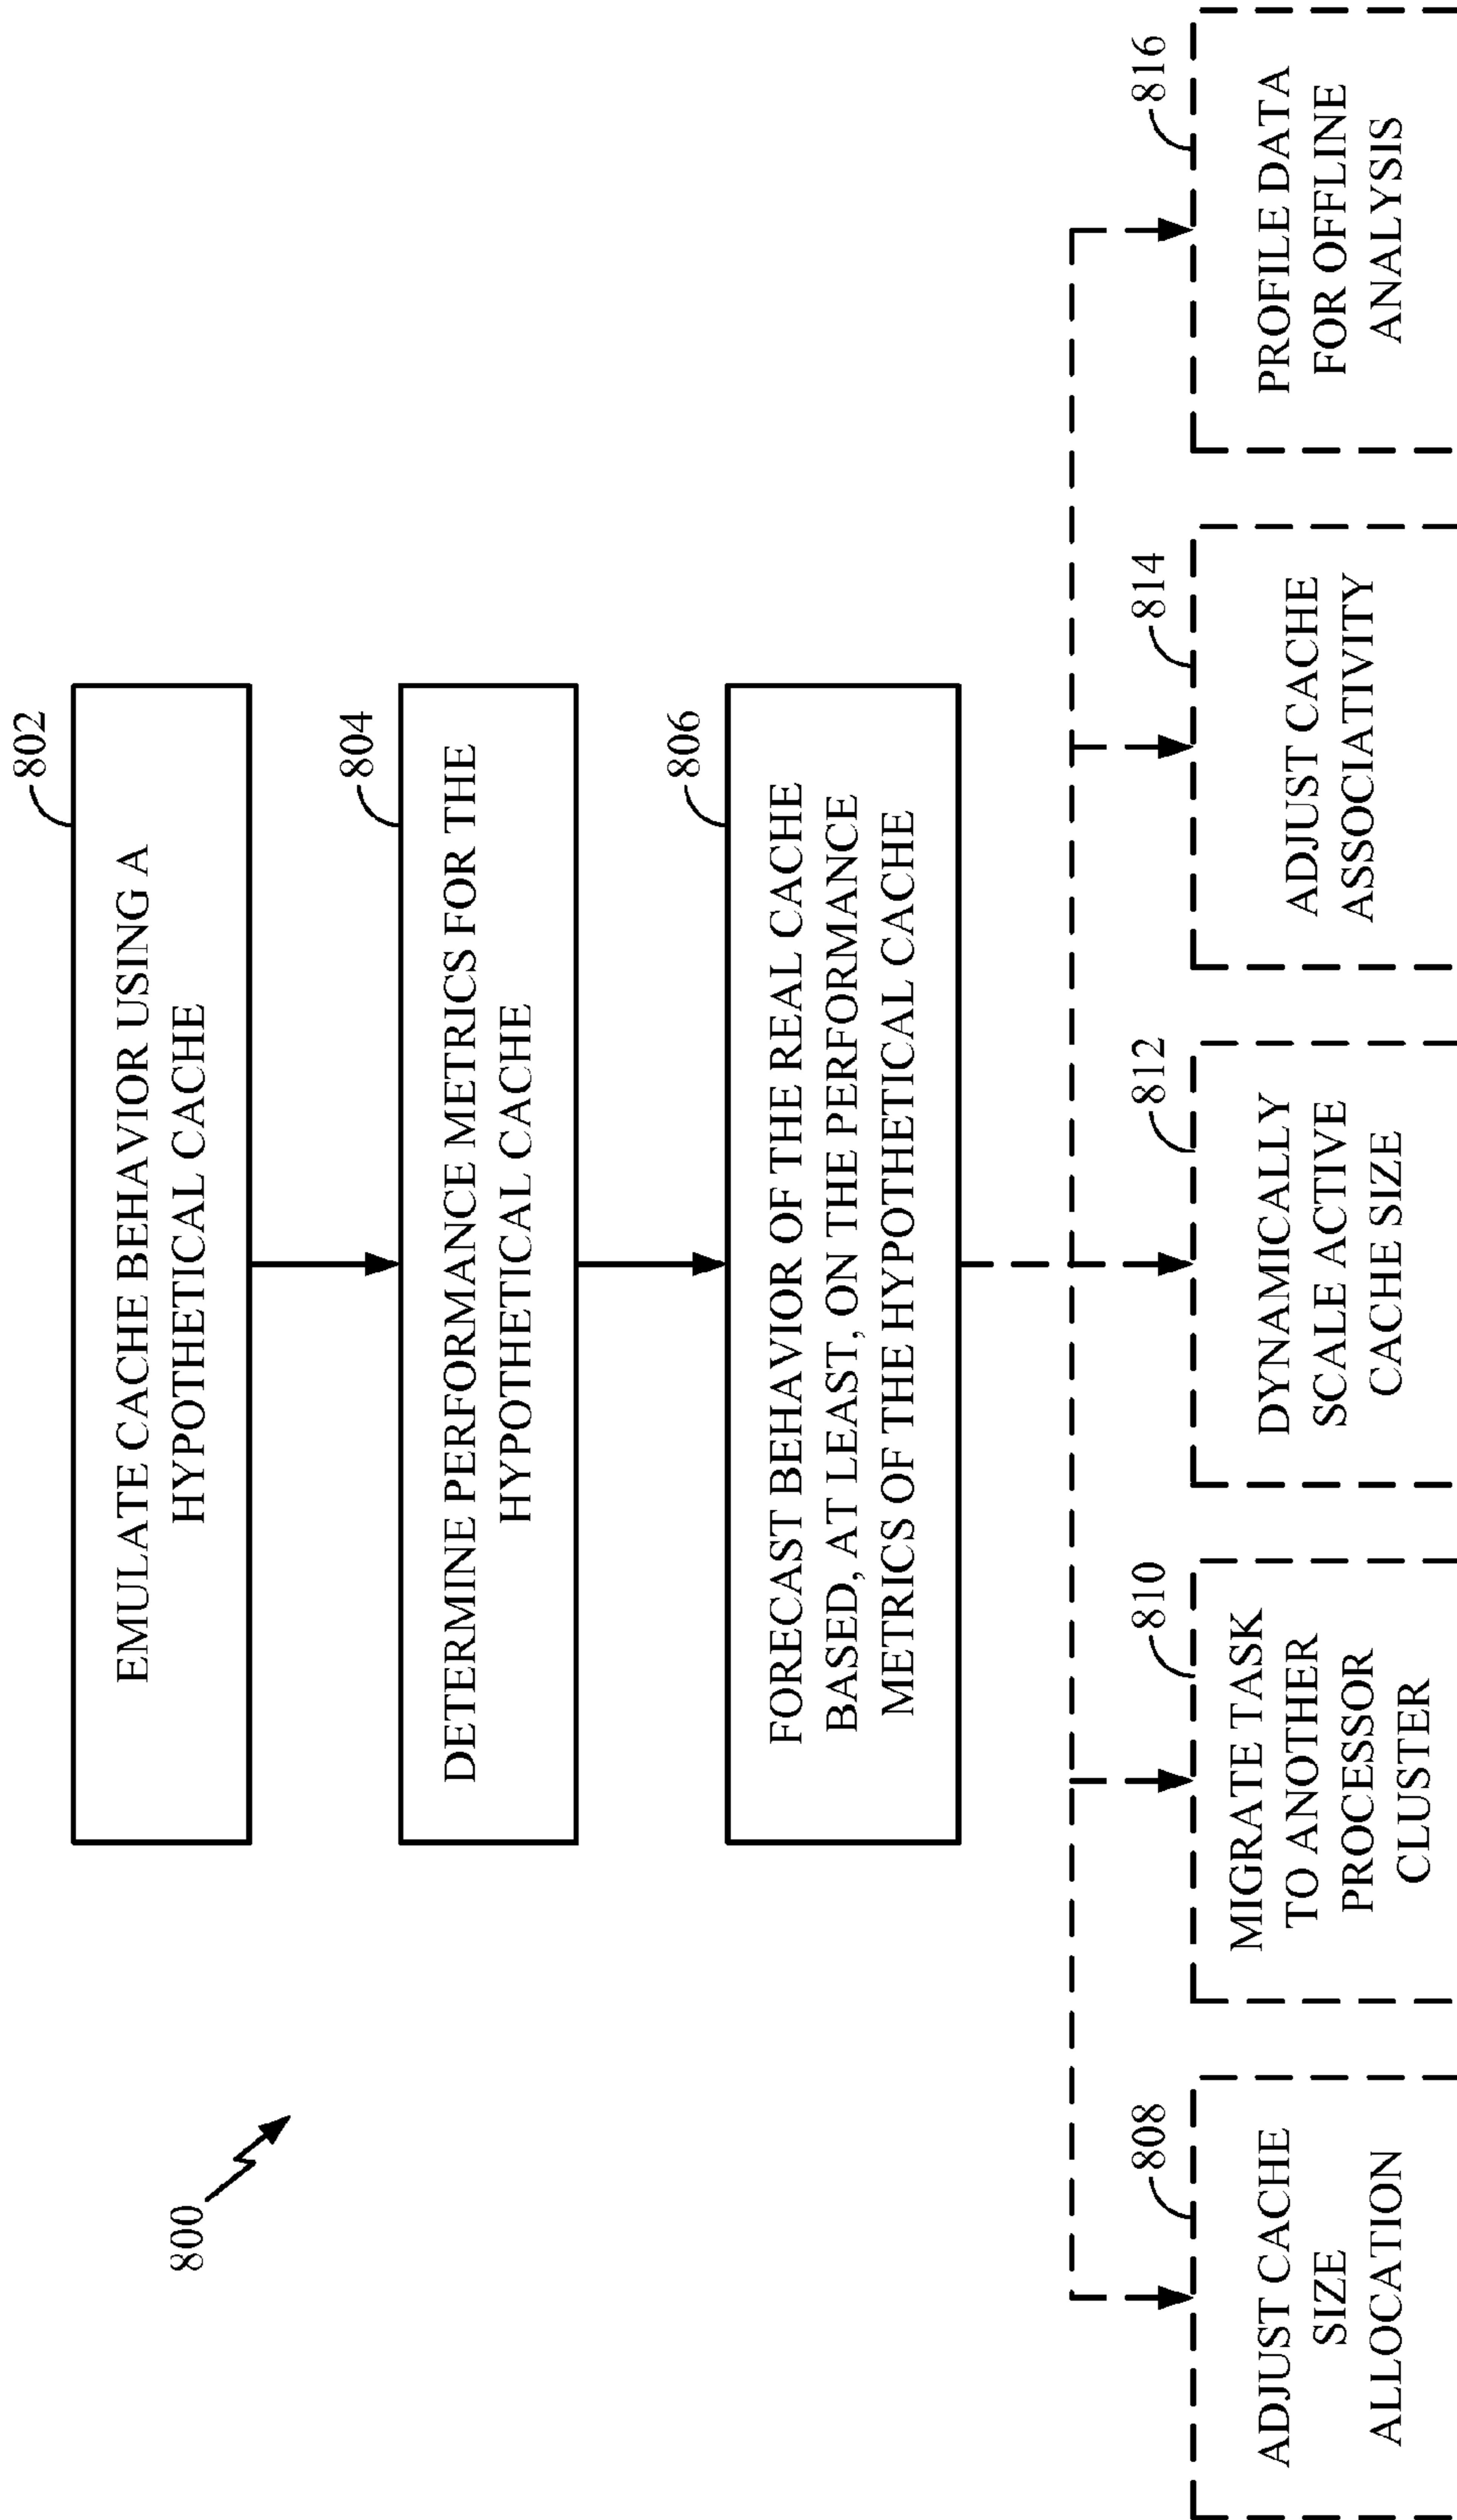 800
802
EMULATE CACHE BEHAVIOR USING A
HYPOTHETICAL CACHE
804
DETERMINE PERFORMANCE METRICS FOR THE
HYPOTHETICAL CACHE
806
FORECAST BEHAVIOR OF THE REAL CACHE
BASED, AT LEAST, ON THE PERFORMANCE
METRICS OF THE HYPOTHETICAL CACHE
808
ADJUST CACHE
SIZE
ALLOCATION
810
MIGRATE TASK
TO ANOTHER
PROCESSOR
CLUSTER
812
DYNAMICALLY
SCALE ACTIVE
CACHE SIZE
814
ADJUST CACHE
ASSOCIATIVITY
816
PROFILE DATA
FOR OFFLINE
ANALYSIS